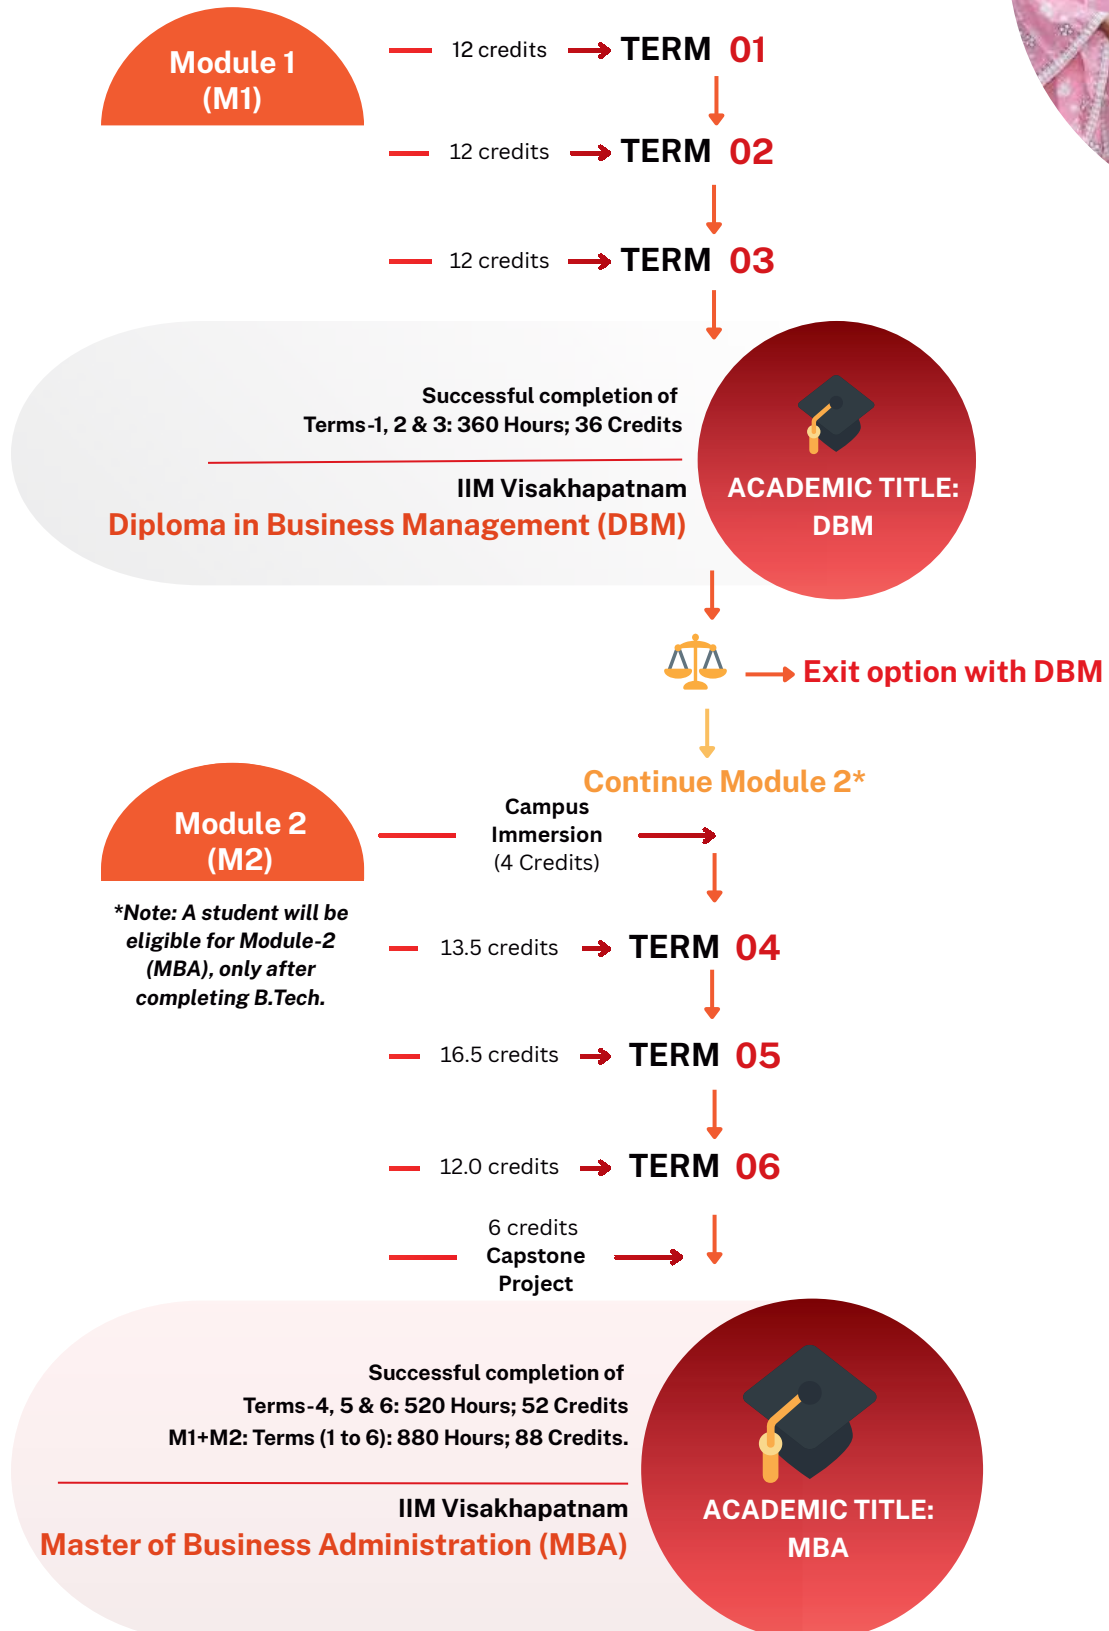 Module 1
(M1)
12 credits
TERM 01
12 credits
TERM 02
12 credits
TERM 03
Successful completion of
Terms-1, 2 & 3: 360 Hours; 36 Credits
IIM Visakhapatnam
Diploma in Business Management (DBM)
ACADEMIC TITLE:
DBM
Exit option with DBM
Continue Module 2*
Module 2
(M2)
Campus
Immersion
(4 Credits)
*Note: A student will be
eligible for Module-2
(MBA), only after
completing B.Tech.
13.5 credits
TERM 04
16.5 credits
TERM 05
12.0 credits
TERM 06
6 credits
Capstone
Project
Successful completion of
Terms-4, 5 & 6: 520 Hours; 52 Credits
M1+M2: Terms (1 to 6): 880 Hours; 88 Credits.
IIM Visakhapatnam
Master of Business Administration (MBA)
ACADEMIC TITLE:
MBA